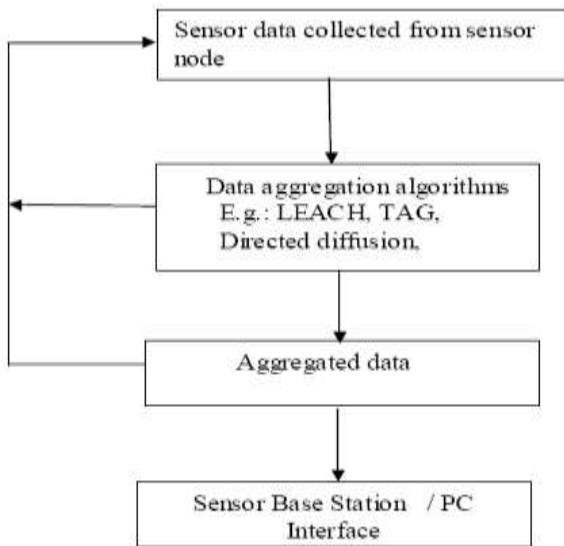 Sensor data collected from sensor
node
Data aggregation algorithms
E.g.: LEACH, TAG,
Directed diffusion,
Aggregated data
Sensor Base Station / PC
Interface